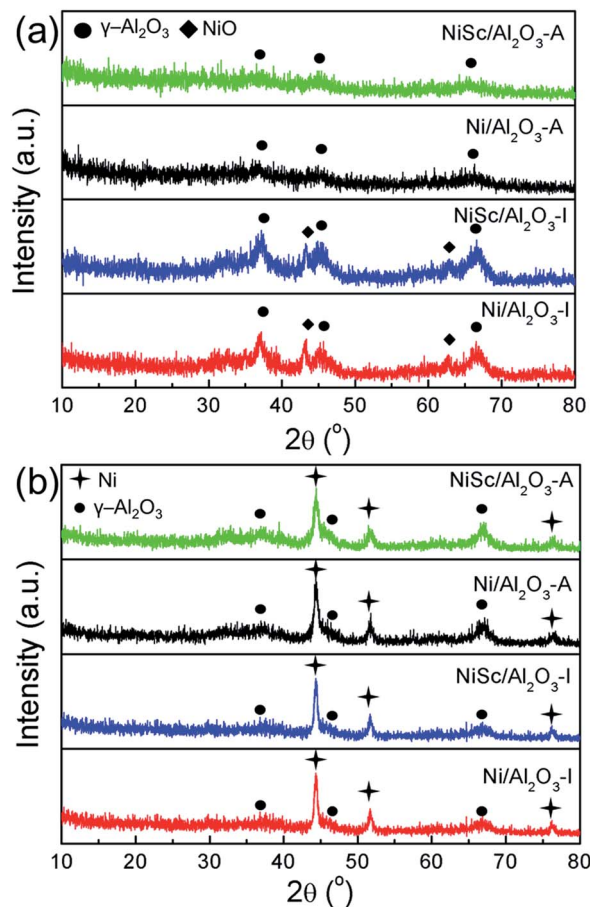 (a)
● γ–Al₂O₃ ◆ NiO
NiSc/Al₂O₃-A
Ni/Al₂O₃-A
NiSc/Al₂O₃-I
Ni/Al₂O₃-I
Intensity (a.u.)
10 20 30 40 50 60 70 80
2θ (°)
(b)
Ni
γ–Al₂O₃
NiSc/Al₂O₃-A
Ni/Al₂O₃-A
NiSc/Al₂O₃-I
Ni/Al₂O₃-I
Intensity (a.u.)
10 20 30 40 50 60 70 80
2θ (°)